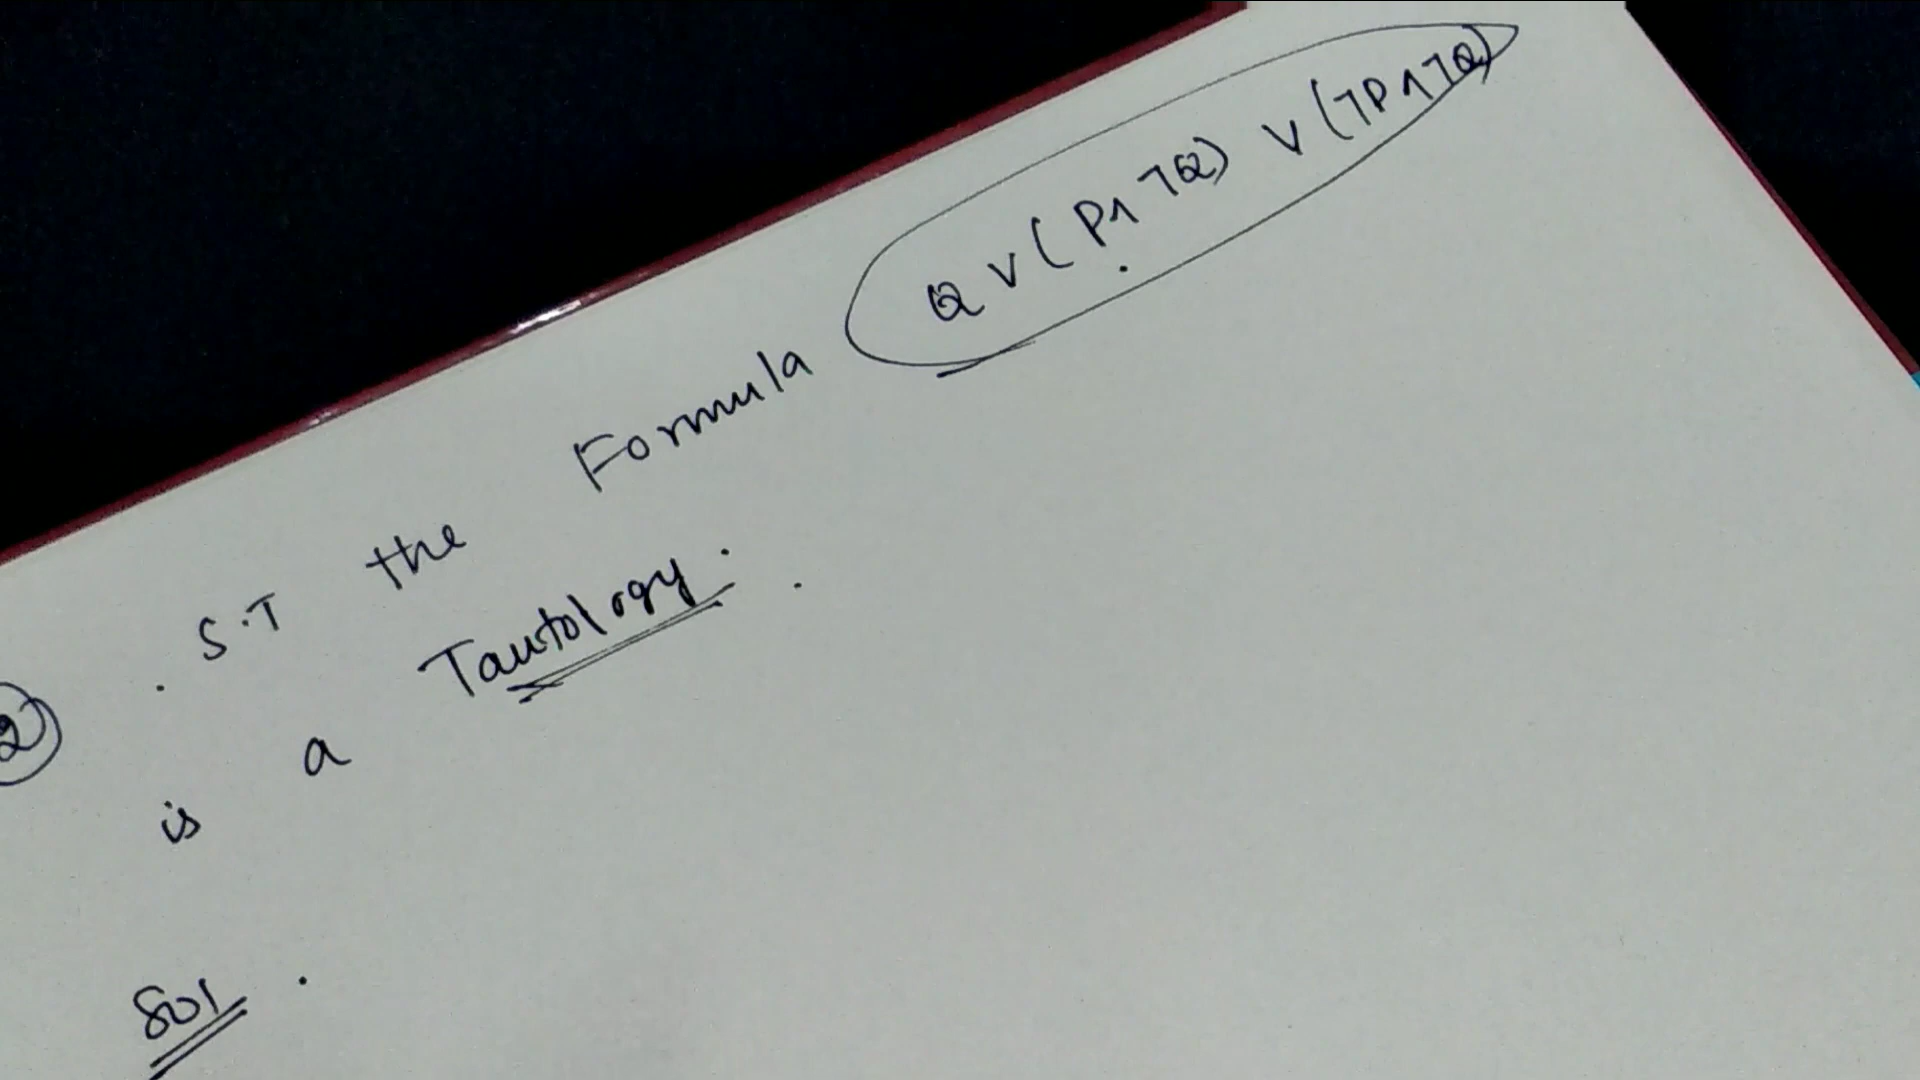 2 . S.T the Formula Q ∨ ( P ∧ ¬Q) ∨ (¬P ∧ ¬Q)
is a Tautology.
Sol